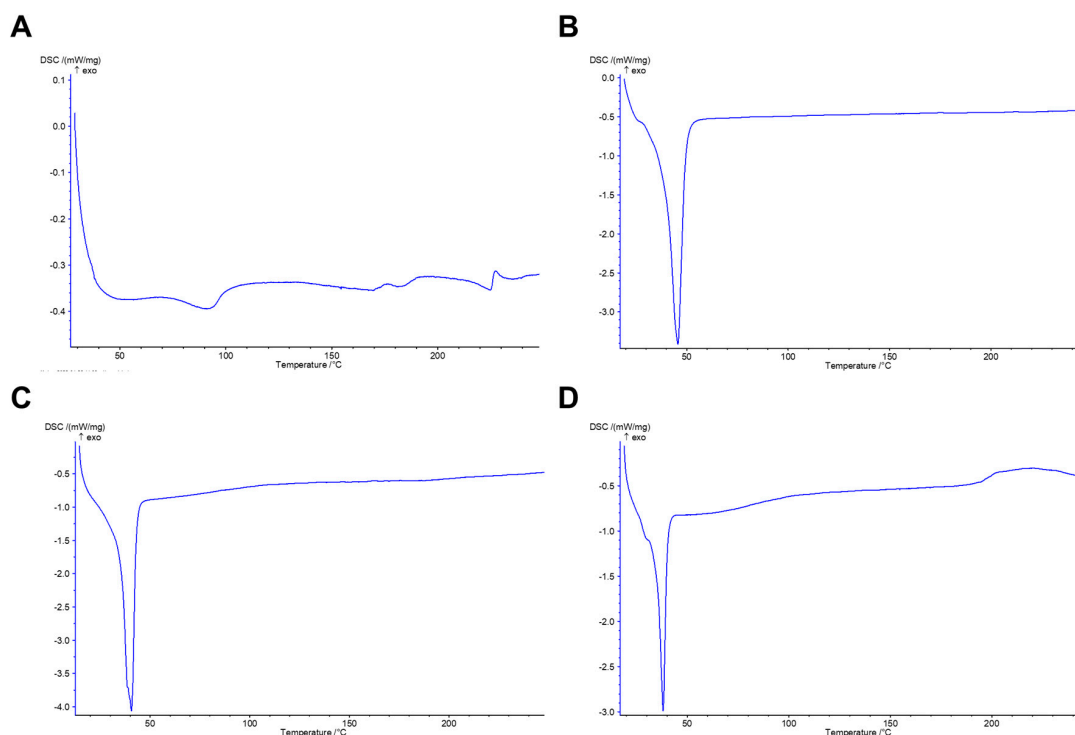 A
DSC /(mW/mg)
↑ exo
0.1
0.0
-0.1
-0.2
-0.3
-0.4
50 100 150 200
Temperature /°C
B
DSC /(mW/mg)
↑ exo
0.0
-0.5
-1.0
-1.5
-2.0
-2.5
-3.0
50 100 150 200
Temperature /°C
C
DSC /(mW/mg)
↑ exo
-0.5
-1.0
-1.5
-2.0
-2.5
-3.0
-3.5
-4.0
50 100 150 200
Temperature /°C
D
DSC /(mW/mg)
↑ exo
-0.5
-1.0
-1.5
-2.0
-2.5
-3.0
50 100 150 200
Temperature /°C